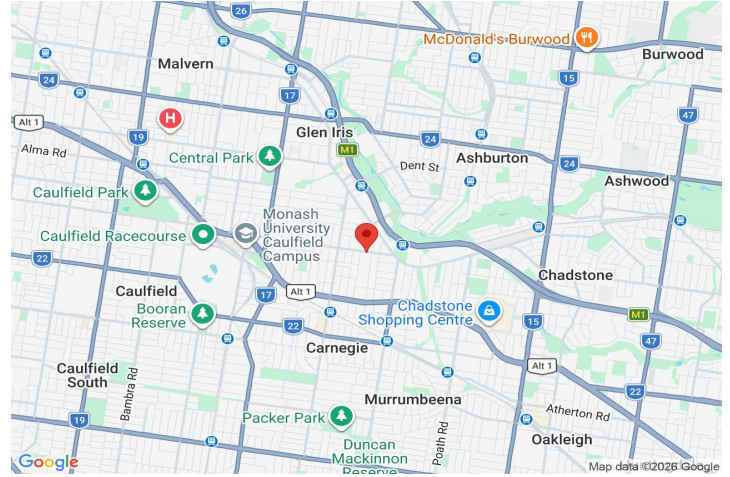 26
McDonald's Burwood
Burwood
Malvern
24
17
15
47
Alt 1
H
19
Glen Iris
24
Alma Rd
M1
Central Park
Dent St
Ashburton
24
Ashwood
Caulfield Park
Monash
University
Caulfield
Campus
Caulfield Racecourse
22
Chadstone
Caulfield
17
Alt 1
Booran
Reserve
Chadstone
Shopping Centre
M1
22
15
47
Carnegie
Alt 1
Caulfield
South
Bambra Rd
22
Murrumbeena
Atherton Rd
19
Packer Park
Poath Rd
Oakleigh
Duncan
Mackinnon
Reserve
Google
Map data ©2026 Google